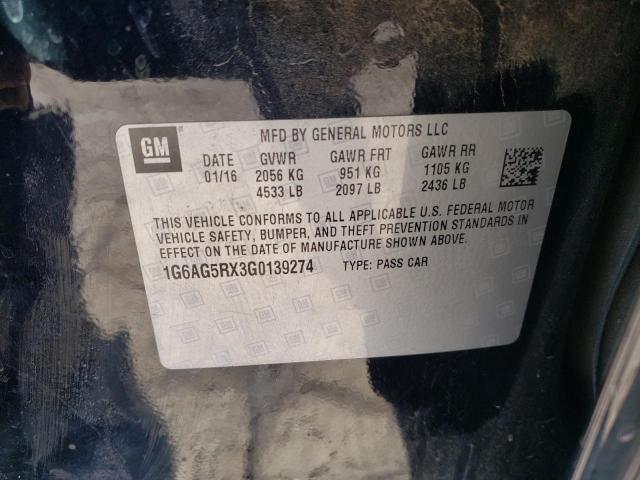 GM
MFD BY GENERAL MOTORS LLC
DATE GVWR GAWR FRT GAWR RR
01/16 2056 KG 951 KG 1105 KG
4533 LB 2097 LB 2436 LB
THIS VEHICLE CONFORMS TO ALL APPLICABLE U.S. FEDERAL MOTOR
VEHICLE SAFETY, BUMPER, AND THEFT PREVENTION STANDARDS IN
EFFECT ON THE DATE OF MANUFACTURE SHOWN ABOVE.
1G6AG5RX3G0139274 TYPE: PASS CAR